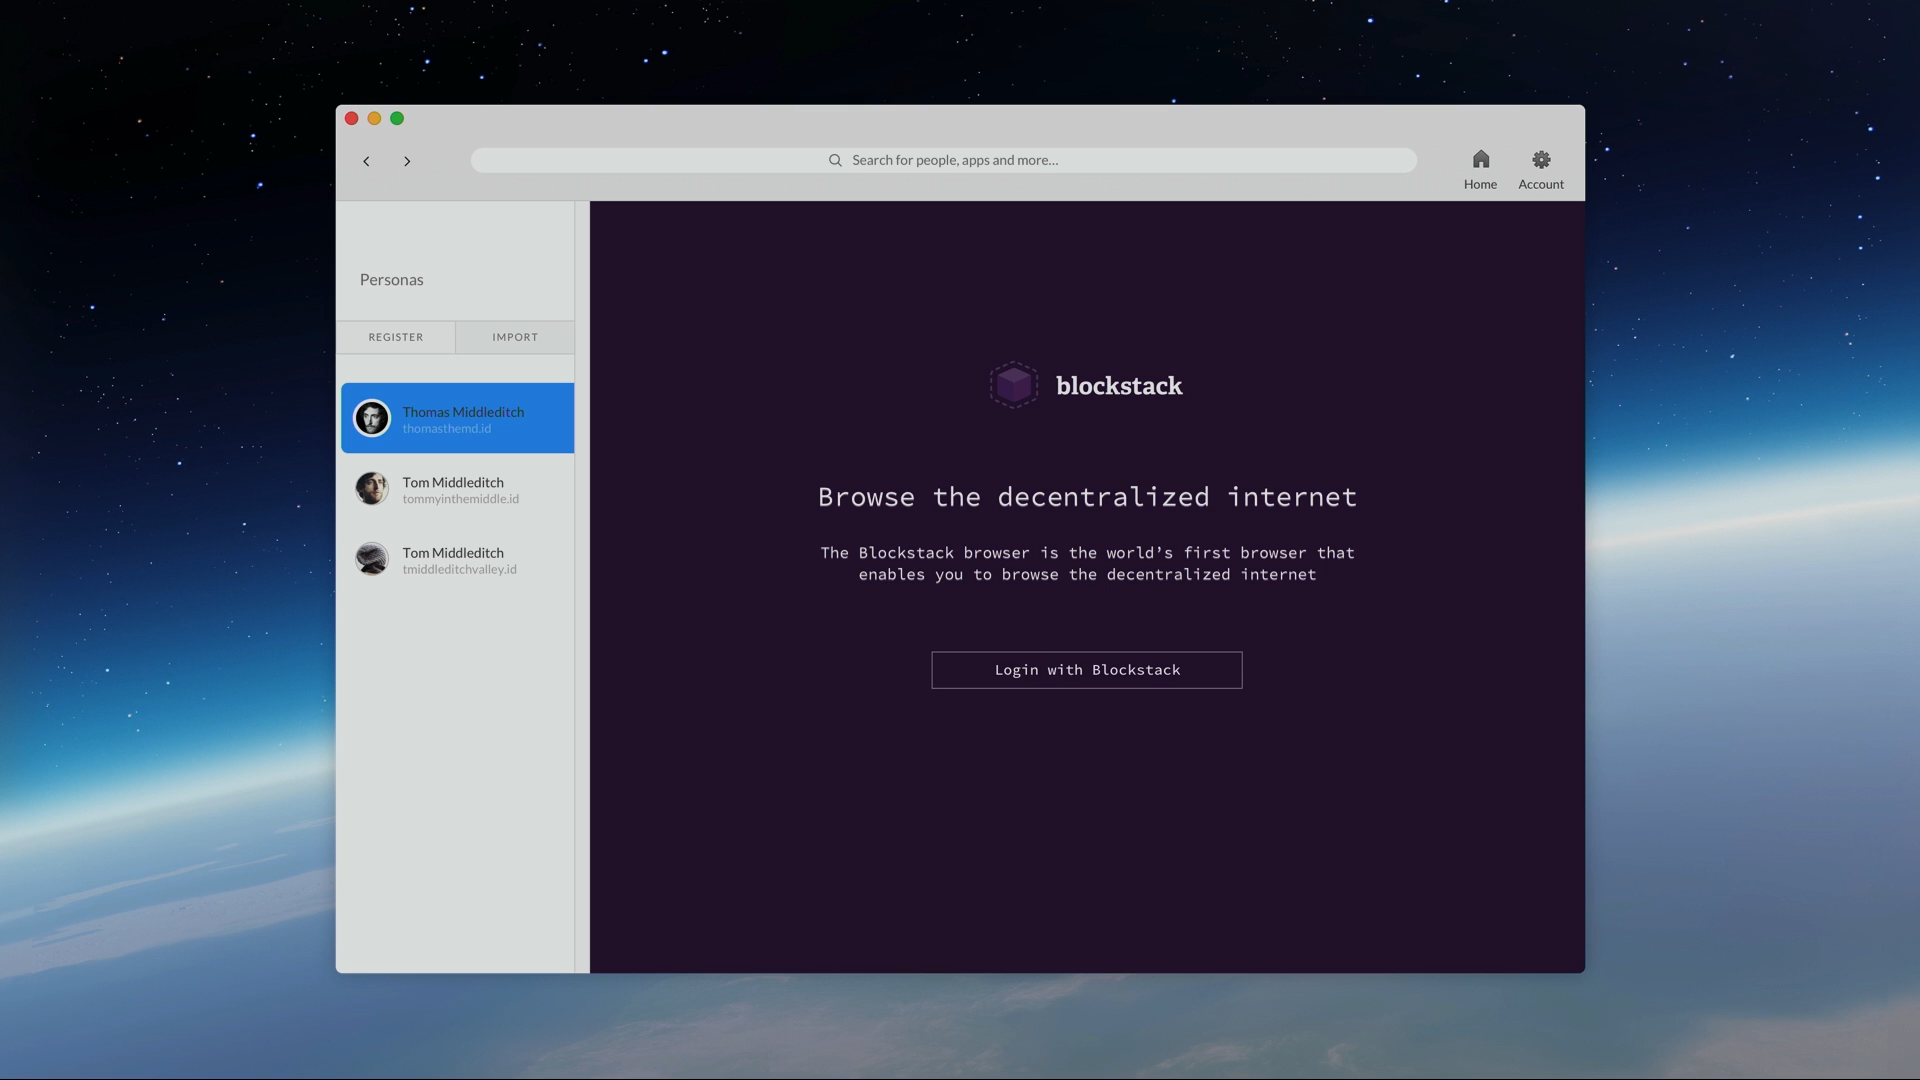 Search for people, apps and more...
Home
Account
Personas
REGISTER
IMPORT
Thomas Middleditch
thomasthemd.id
Tom Middleditch
tommyinthemiddle.id
Tom Middleditch
tmiddleditchvalley.id
blockstack
Browse the decentralized internet
The Blockstack browser is the world’s first browser that
enables you to browse the decentralized internet
Login with Blockstack